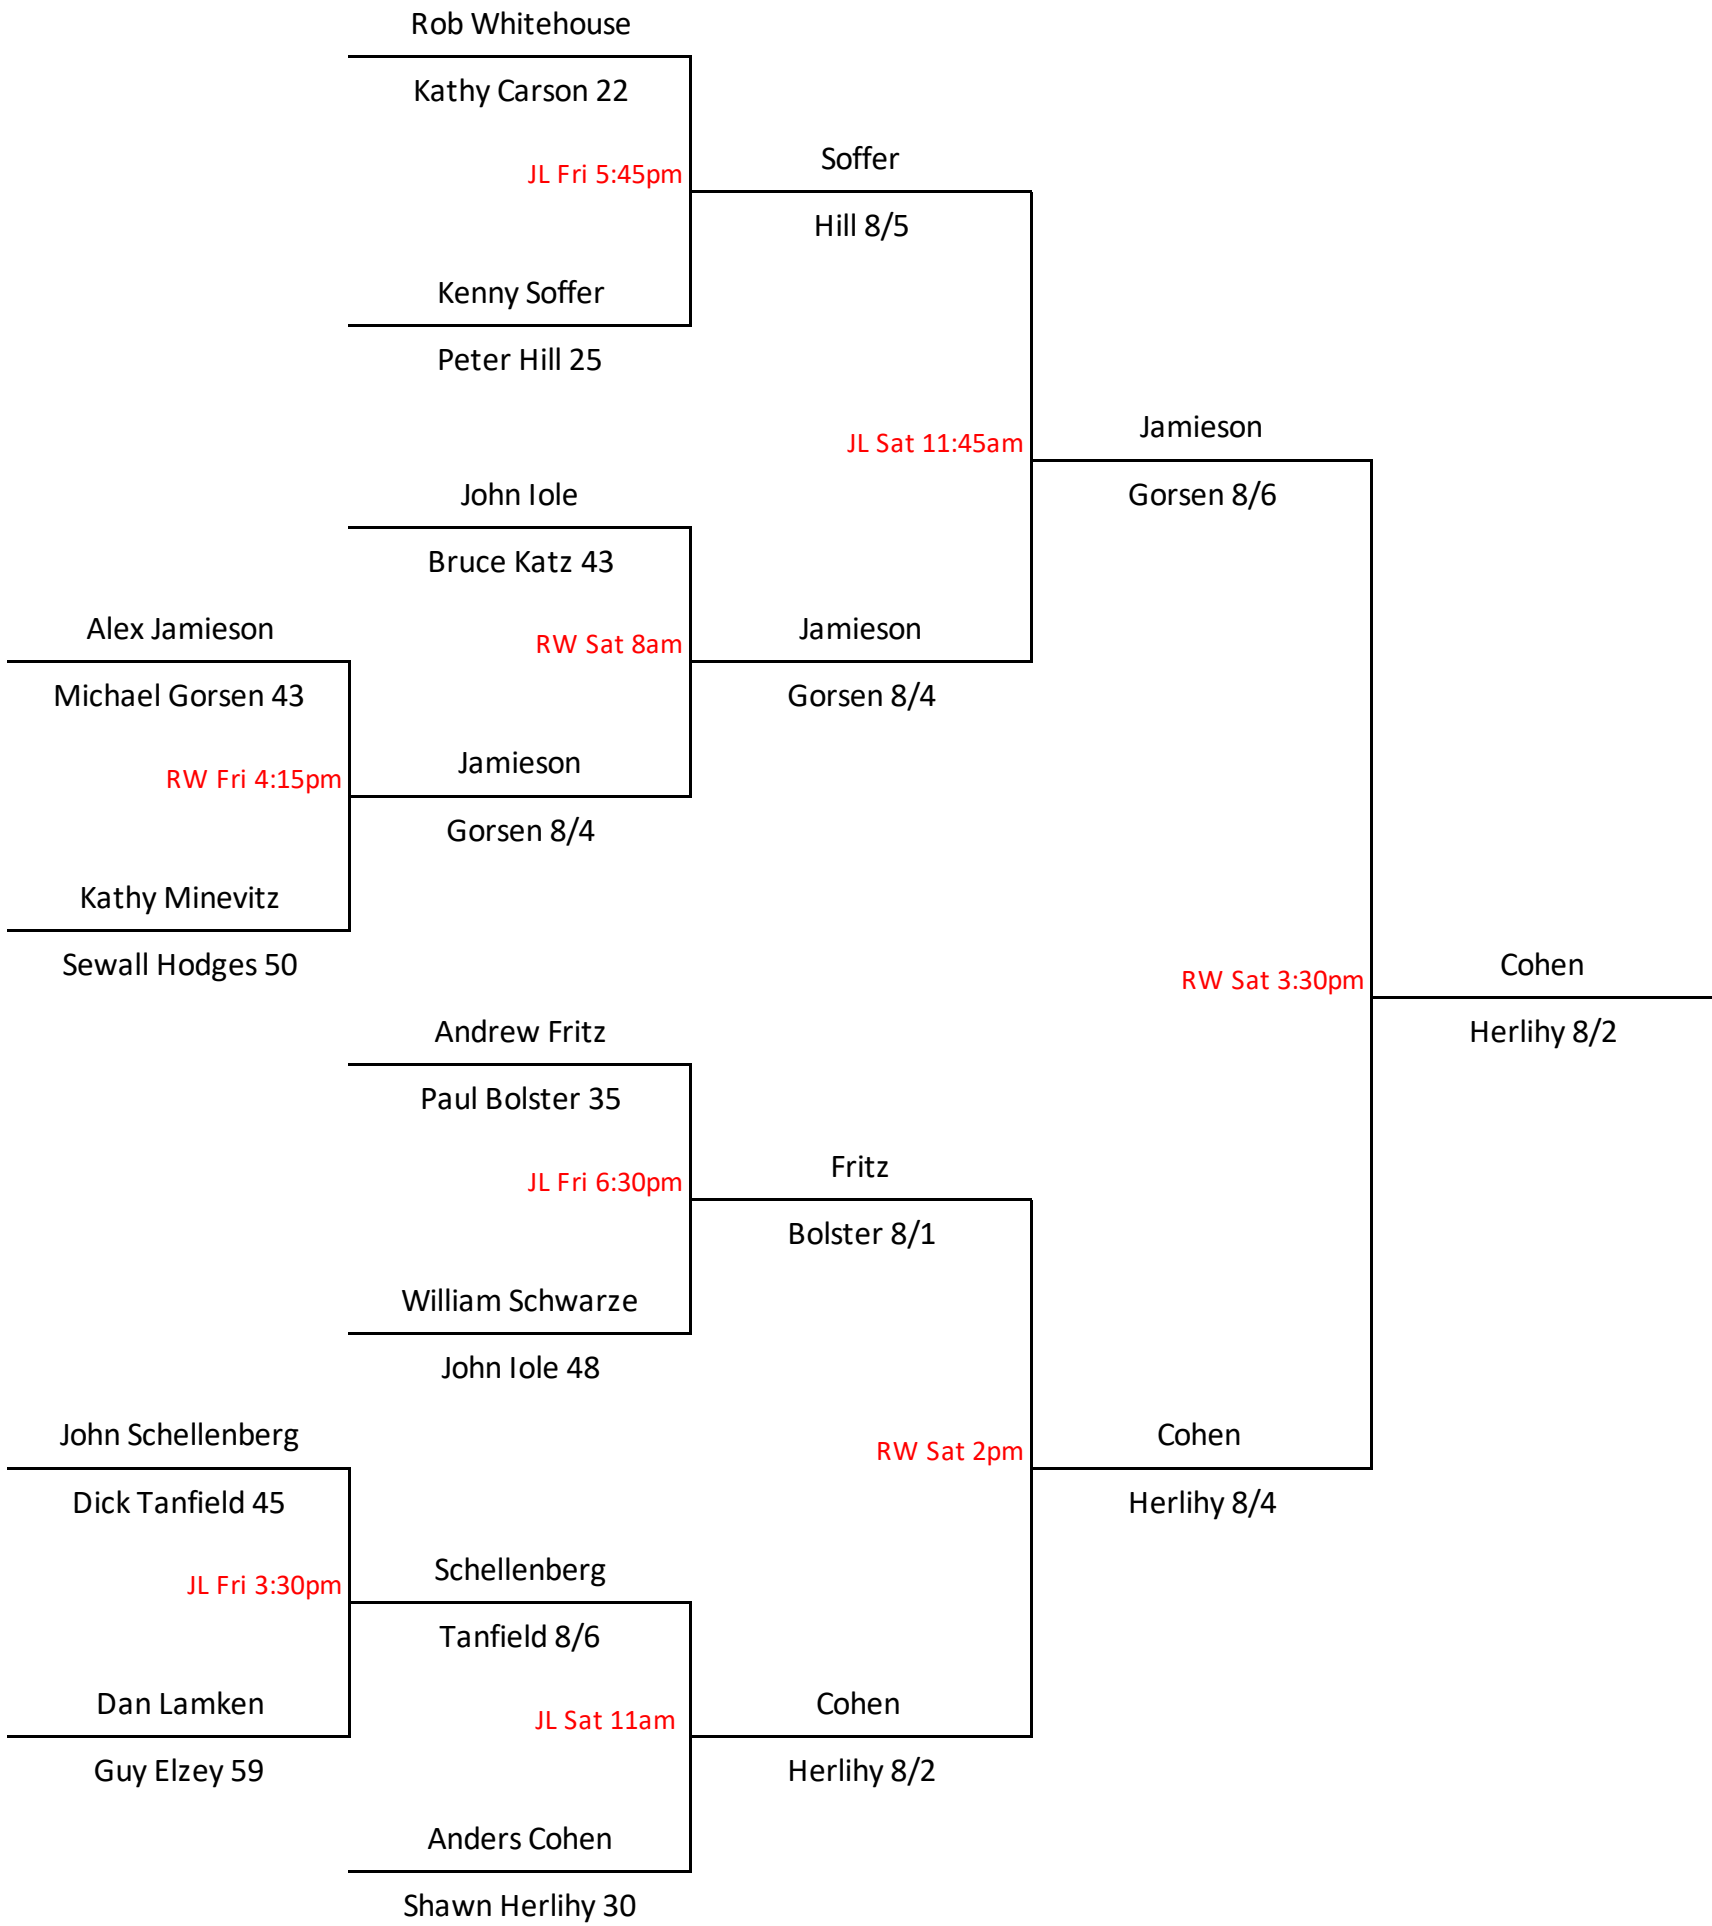 Rob Whitehouse
Kathy Carson 22
JL Fri 5:45pm
Soffer
Hill 8/5
Kenny Soffer
Peter Hill 25
JL Sat 11:45am
Jamieson
Gorsen 8/6
John Iole
Bruce Katz 43
Alex Jamieson
RW Sat 8am
Jamieson
Michael Gorsen 43
Gorsen 8/4
RW Fri 4:15pm
Jamieson
Gorsen 8/4
Kathy Minevitz
Sewall Hodges 50
RW Sat 3:30pm
Cohen
Herlihy 8/2
Andrew Fritz
Paul Bolster 35
JL Fri 6:30pm
Fritz
Bolster 8/1
William Schwarze
John Iole 48
John Schellenberg
RW Sat 2pm
Cohen
Dick Tanfield 45
Herlihy 8/4
JL Fri 3:30pm
Schellenberg
Tanfield 8/6
Dan Lamken
JL Sat 11am
Cohen
Guy Elzey 59
Herlihy 8/2
Anders Cohen
Shawn Herlihy 30